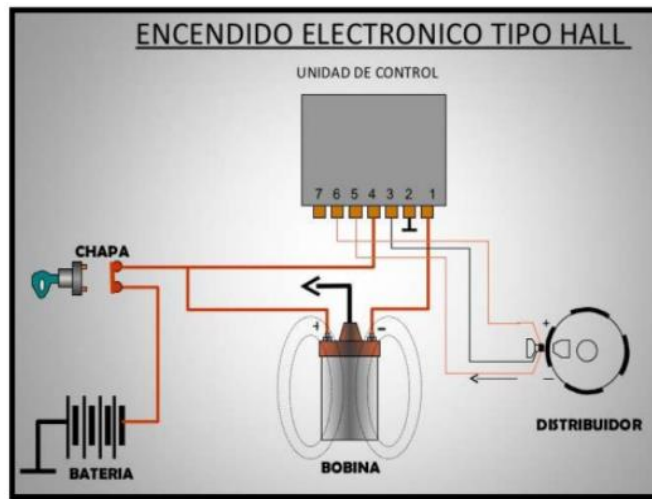 ENCENDIDO ELECTRONICO TIPO HALL
UNIDAD DE CONTROL
7 6 5 4 3 2 1
CHAPA
+ -
+
-
DISTRIBUIDOR
BOBINA
BATERIA